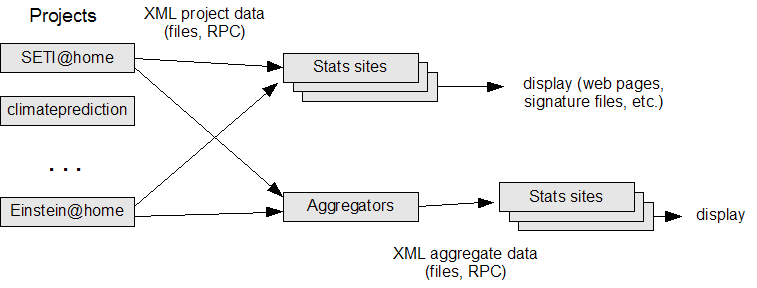 Projects
XML project data
(files, RPC)
SETI@home
climateprediction
. . .
Einstein@home
Stats sites
display (web pages,
signature files, etc.)
Aggregators
Stats sites
display
XML aggregate data
(files, RPC)